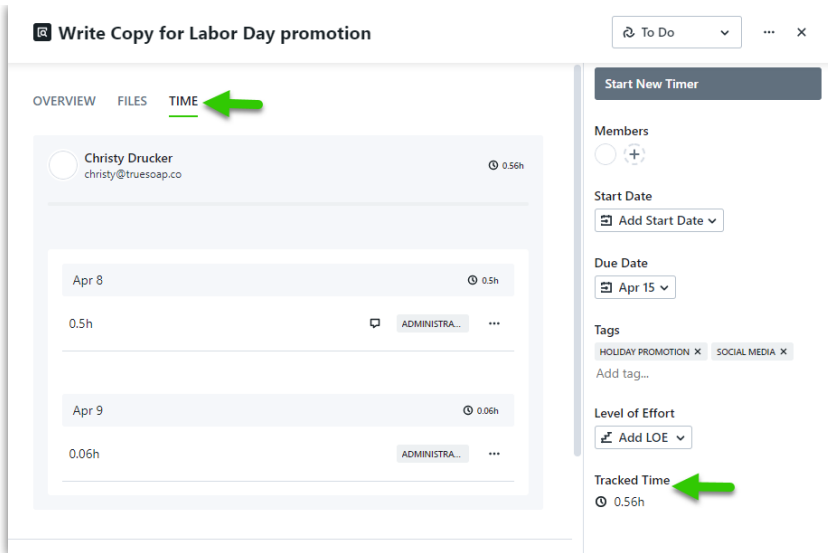 Write Copy for Labor Day promotion
To Do
OVERVIEW FILES TIME
Christy Drucker
christy@truesoap.co
0.56h
Apr 8
0.5h
0.5h
ADMINISTRA...
Apr 9
0.06h
0.06h
ADMINISTRA...
Start New Timer
Members
Start Date
Add Start Date
Due Date
Apr 15
Tags
HOLIDAY PROMOTION SOCIAL MEDIA
Add tag...
Level of Effort
Add LOE
Tracked Time
0.56h